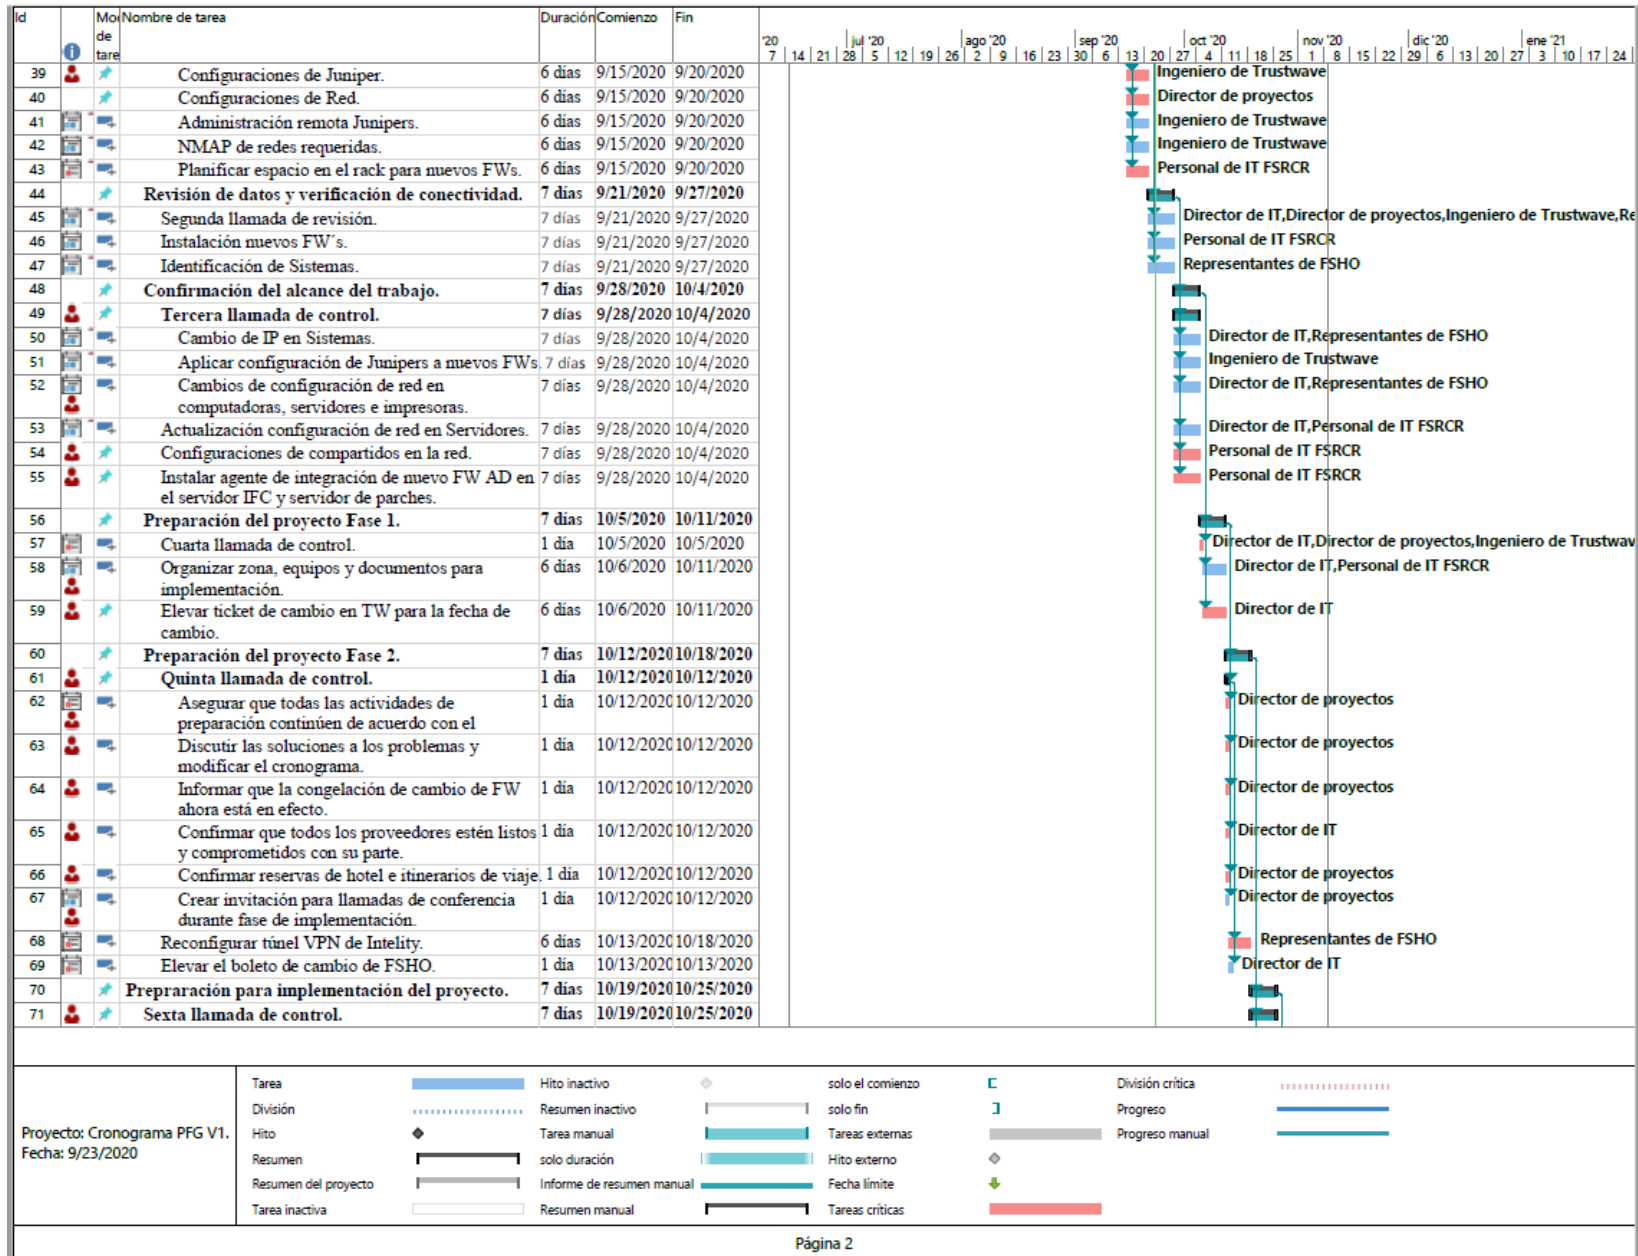 Id Mod Nombre de tarea Duración Comienzo Fin
de
tare
'20 jul '20 ago '20 sep '20 oct '20 nov '20 dic '20 ene '21
7 14 21 28 5 12 19 26 2 9 16 23 30 6 13 20 27 4 11 18 25 1 8 15 22 29 6 13 20 27 3 10 17 24
39 Configuraciones de Juniper. 6 días 9/15/2020 9/20/2020 Ingeniero de Trustwave
40 Configuraciones de Red. 6 días 9/15/2020 9/20/2020 Director de proyectos
41 Administración remota Junipers. 6 días 9/15/2020 9/20/2020 Ingeniero de Trustwave
42 NMAP de redes requeridas. 6 días 9/15/2020 9/20/2020 Ingeniero de Trustwave
43 Planificar espacio en el rack para nuevos FWs. 6 días 9/15/2020 9/20/2020 Personal de IT FSRCR
44 Revisión de datos y verificación de conectividad. 7 días 9/21/2020 9/27/2020
45 Segunda llamada de revisión. 7 días 9/21/2020 9/27/2020 Director de IT,Director de proyectos,Ingeniero de Trustwave,Re
46 Instalación nuevos FW´s. 7 días 9/21/2020 9/27/2020 Personal de IT FSRCR
47 Identificación de Sistemas. 7 días 9/21/2020 9/27/2020 Representantes de FSHO
48 Confirmación del alcance del trabajo. 7 días 9/28/2020 10/4/2020
49 Tercera llamada de control. 7 días 9/28/2020 10/4/2020
50 Cambio de IP en Sistemas. 7 días 9/28/2020 10/4/2020 Director de IT,Representantes de FSHO
51 Aplicar configuración de Junipers a nuevos FWs. 7 días 9/28/2020 10/4/2020 Ingeniero de Trustwave
52 Cambios de configuración de red en 7 días 9/28/2020 10/4/2020 Director de IT,Representantes de FSHO
computadoras, servidores e impresoras.
53 Actualización configuración de red en Servidores. 7 días 9/28/2020 10/4/2020 Director de IT,Personal de IT FSRCR
54 Configuraciones de compartidos en la red. 7 días 9/28/2020 10/4/2020 Personal de IT FSRCR
55 Instalar agente de integración de nuevo FW AD en 7 días 9/28/2020 10/4/2020 Personal de IT FSRCR
el servidor IFC y servidor de parches.
56 Preparación del proyecto Fase 1. 7 días 10/5/2020 10/11/2020
57 Cuarta llamada de control. 1 día 10/5/2020 10/5/2020 Director de IT,Director de proyectos,Ingeniero de Trustwav
58 Organizar zona, equipos y documentos para 6 días 10/6/2020 10/11/2020 Director de IT,Personal de IT FSRCR
implementación.
59 Elevar ticket de cambio en TW para la fecha de 6 días 10/6/2020 10/11/2020 Director de IT
cambio.
60 Preparación del proyecto Fase 2. 7 días 10/12/2020 10/18/2020
61 Quinta llamada de control. 1 día 10/12/2020 10/12/2020
62 Asegurar que todas las actividades de 1 día 10/12/2020 10/12/2020 Director de proyectos
preparación continúen de acuerdo con el
63 Discutir las soluciones a los problemas y 1 día 10/12/2020 10/12/2020 Director de proyectos
modificar el cronograma.
64 Informar que la congelación de cambio de FW 1 día 10/12/2020 10/12/2020 Director de proyectos
ahora está en efecto.
65 Confirmar que todos los proveedores estén listos 1 día 10/12/2020 10/12/2020 Director de IT
y comprometidos con su parte.
66 Confirmar reservas de hotel e itinerarios de viaje. 1 día 10/12/2020 10/12/2020 Director de proyectos
67 Crear invitación para llamadas de conferencia 1 día 10/12/2020 10/12/2020 Director de proyectos
durante fase de implementación.
68 Reconfigurar túnel VPN de Intelity. 6 días 10/13/2020 10/18/2020 Representantes de FSHO
69 Elevar el boleto de cambio de FSHO. 1 día 10/13/2020 10/13/2020 Director de IT
70 Prepraración para implementación del proyecto. 7 días 10/19/2020 10/25/2020
71 Sexta llamada de control. 7 días 10/19/2020 10/25/2020
Proyecto: Cronograma PFG V1.
Fecha: 9/23/2020
Tarea Hito inactivo solo el comienzo División crítica
División Resumen inactivo solo fin Progreso
Hito Tarea manual Tareas externas Progreso manual
Resumen solo duración Hito externo
Resumen del proyecto Informe de resumen manual Fecha límite
Tarea inactiva Resumen manual Tareas críticas
Página 2